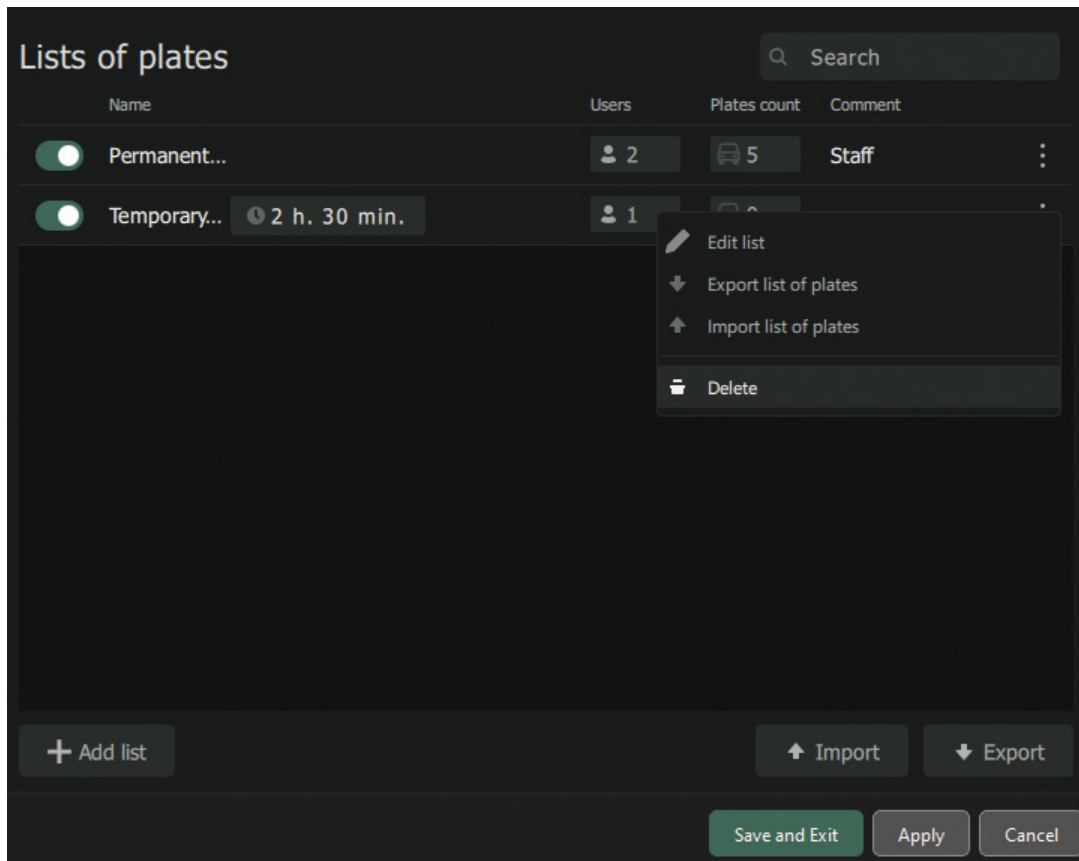 Lists of plates
Search
Name Users Plates count Comment
Permanent... 2 5 Staff
Temporary... 2 h. 30 min. 1
Edit list
Export list of plates
Import list of plates
Delete
Add list Import Export
Save and Exit Apply Cancel